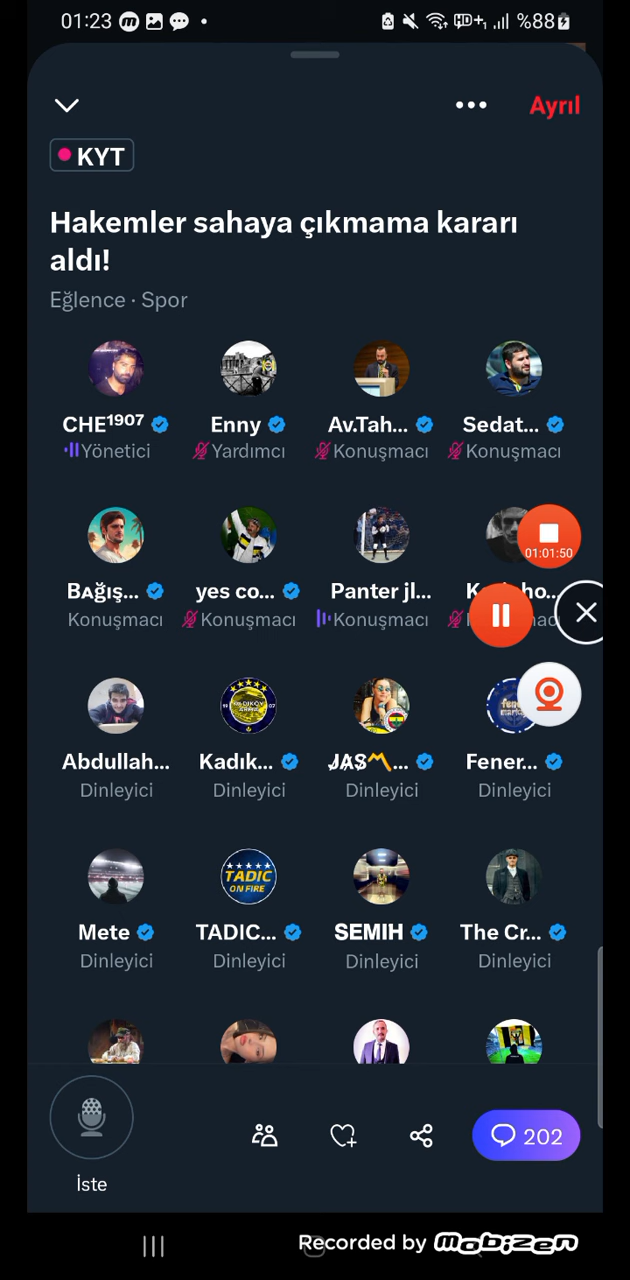 01:23
%88
Ayrıl
KYT
Hakemler sahaya çıkmama kararı
aldı!
Eğlence · Spor
CHE¹⁹⁰⁷ Enny Av.Tah... Sedat...
Yönetici Yardımcı Konuşmacı Konuşmacı
01:01:50
Bağış... yes co... Panter jl...
Konuşmacı Konuşmacı Konuşmacı
Abdullah... Kadık... JAS... Fener...
Dinleyici Dinleyici Dinleyici Dinleyici
TADIC
ON FIRE
Mete TADIC... SEMIH The Cr...
Dinleyici Dinleyici Dinleyici Dinleyici
202
İste
Recorded by mobizen